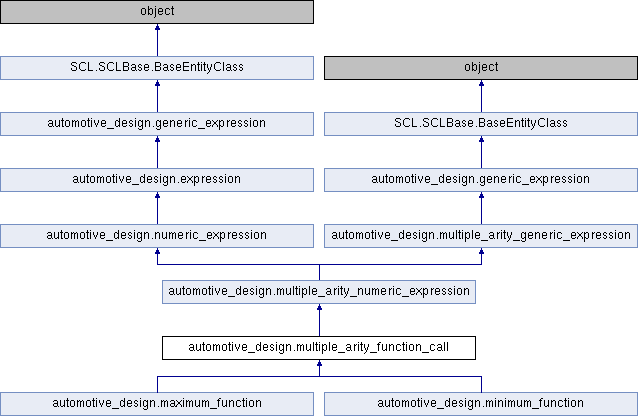 object
SCL.SCLBase.BaseEntityClass
object
automotive_design.generic_expression
SCL.SCLBase.BaseEntityClass
automotive_design.expression
automotive_design.generic_expression
automotive_design.numeric_expression
automotive_design.multiple_arity_generic_expression
automotive_design.multiple_arity_numeric_expression
automotive_design.multiple_arity_function_call
automotive_design.maximum_function
automotive_design.minimum_function